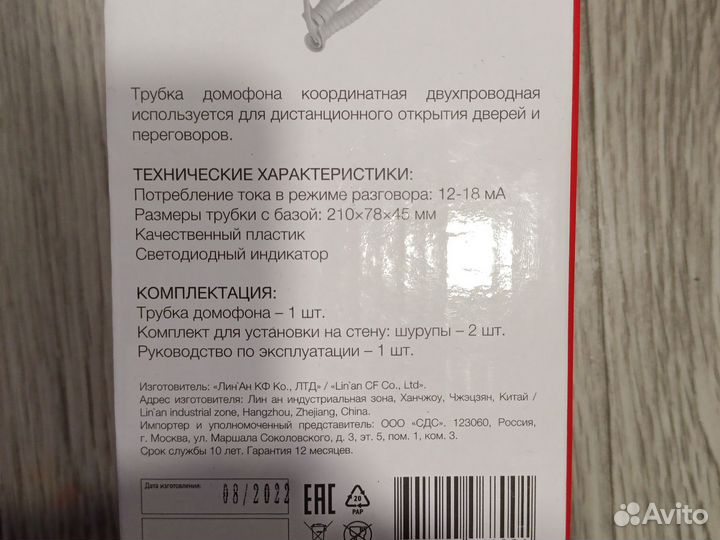 Трубка домофона координатная двухпроводная
используется для дистанционного открытия дверей и
переговоров.
ТЕХНИЧЕСКИЕ ХАРАКТЕРИСТИКИ:
Потребление тока в режиме разговора: 12-18 мА
Размеры трубки с базой: 210×78×45 мм
Качественный пластик
Светодиодный индикатор
КОМПЛЕКТАЦИЯ:
Трубка домофона – 1 шт.
Комплект для установки на стену: шурупы – 2 шт.
Руководство по эксплуатации – 1 шт.
Изготовитель: «Лин`Ан КФ Ко., ЛТД» / «Lin`an CF Co., Ltd».
Адрес изготовителя: Лин ан индустриальная зона, Ханчжоу, Чжэцзян, Китай /
Lin`an industrial zone, Hangzhou, Zhejiang, China.
Импортер и уполномоченный представитель: ООО «СДС». 123060, Россия,
г. Москва, ул. Маршала Соколовского, д. 3, эт. 5, пом. 1, ком. 3.
Срок службы 10 лет. Гарантия 12 месяцев.
Дата изготовления:
08/2022
EAC
20
PAP
Avito